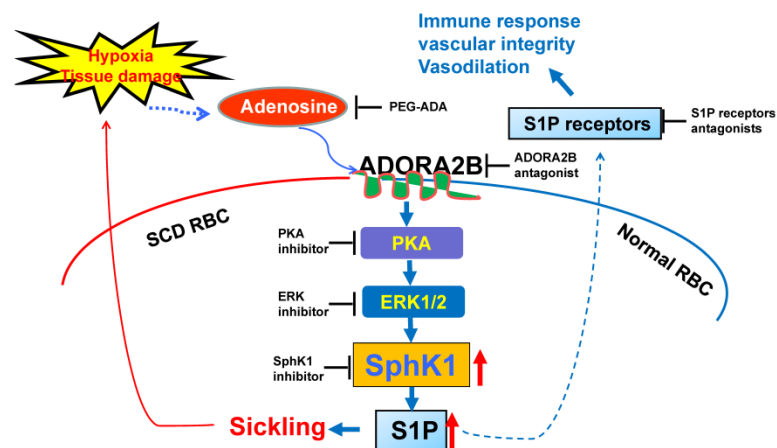 Immune response
vascular integrity
Vasodilation
Hypoxia
Tissue damage
Adenosine
PEG-ADA
S1P receptors
S1P receptors
antagonists
ADORA2B
ADORA2B
antagonist
SCD RBC
Normal RBC
PKA
inhibitor
PKA
ERK
inhibitor
ERK1/2
SphK1
inhibitor
SphK1
Sickling
S1P